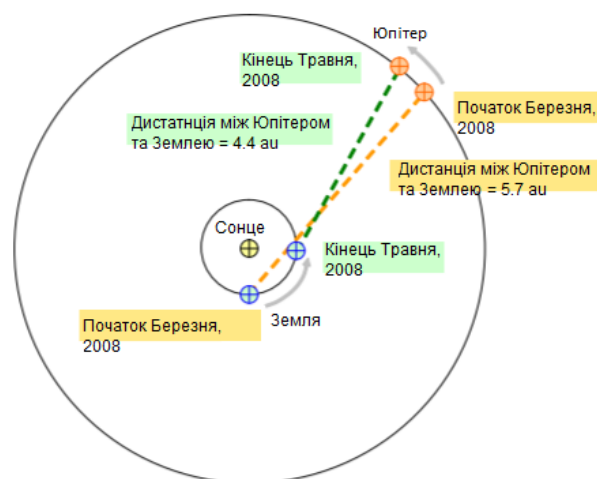 Юпітер
Кінець Травня,
2008
Початок Березня,
2008
Дистатнція між Юпітером
та Землею = 4.4 au
Дистанція між Юпітером
та Землею = 5.7 au
Сонце
Кінець Травня,
2008
Земля
Початок Березня,
2008